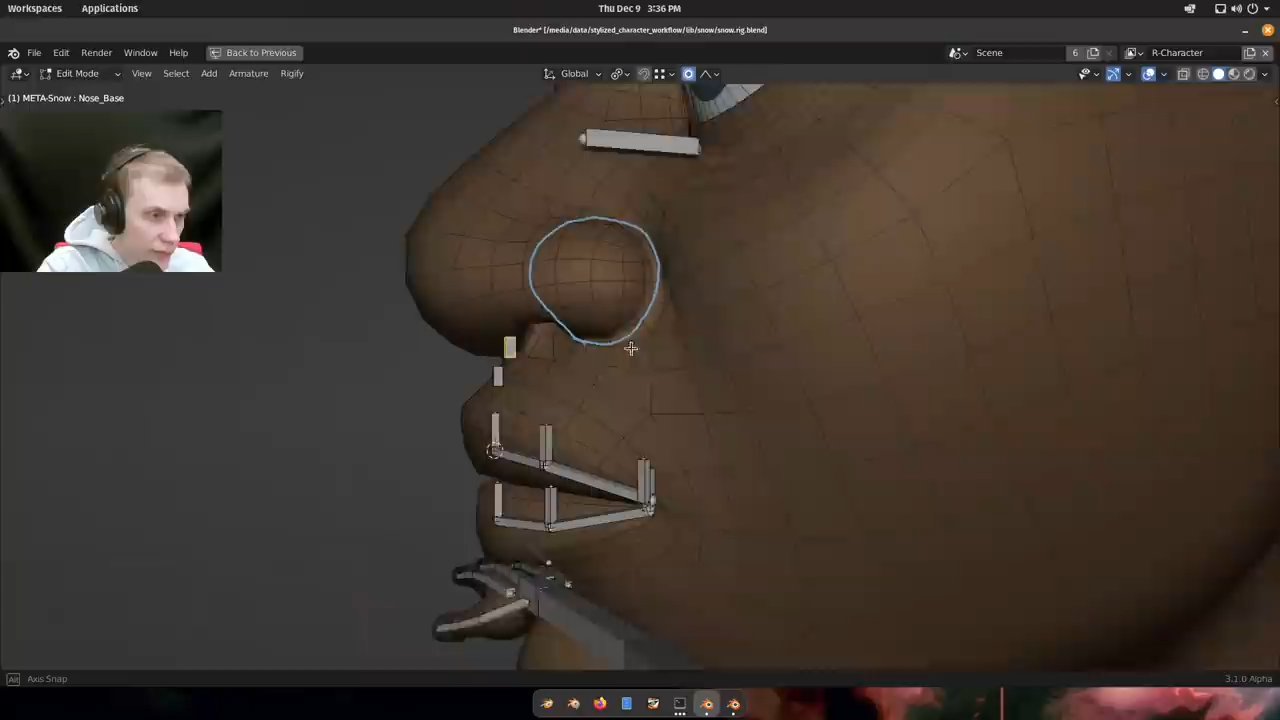 Workspaces Applications Thu Dec 9 3:36 PM
Blender* [/media/data/stylized_character_workflow/lib/snow/snow.rig.blend]
File Edit Render Window Help Back to Previous Scene 6 R-Character
Edit Mode View Select Add Armature Rigify Global
(1) META-Snow : Nose_Base
Alt Axis Snap 3.1.0 Alpha